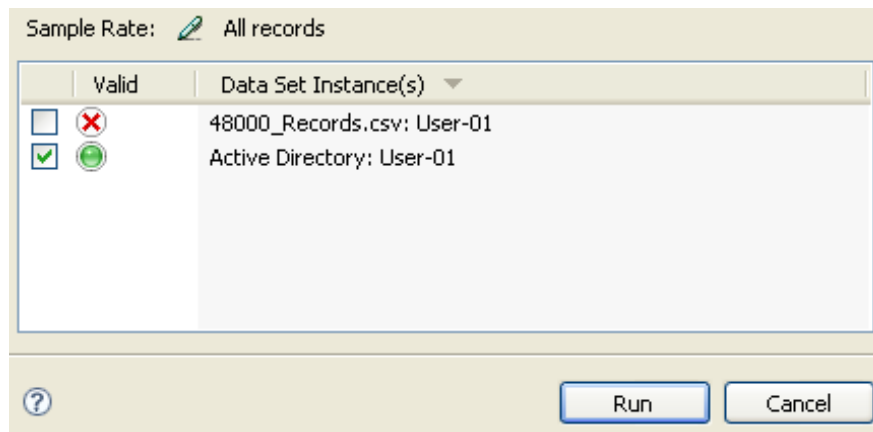 Sample Rate: All records
Valid Data Set Instance(s)
48000_Records.csv: User-01
Active Directory: User-01
? Run Cancel